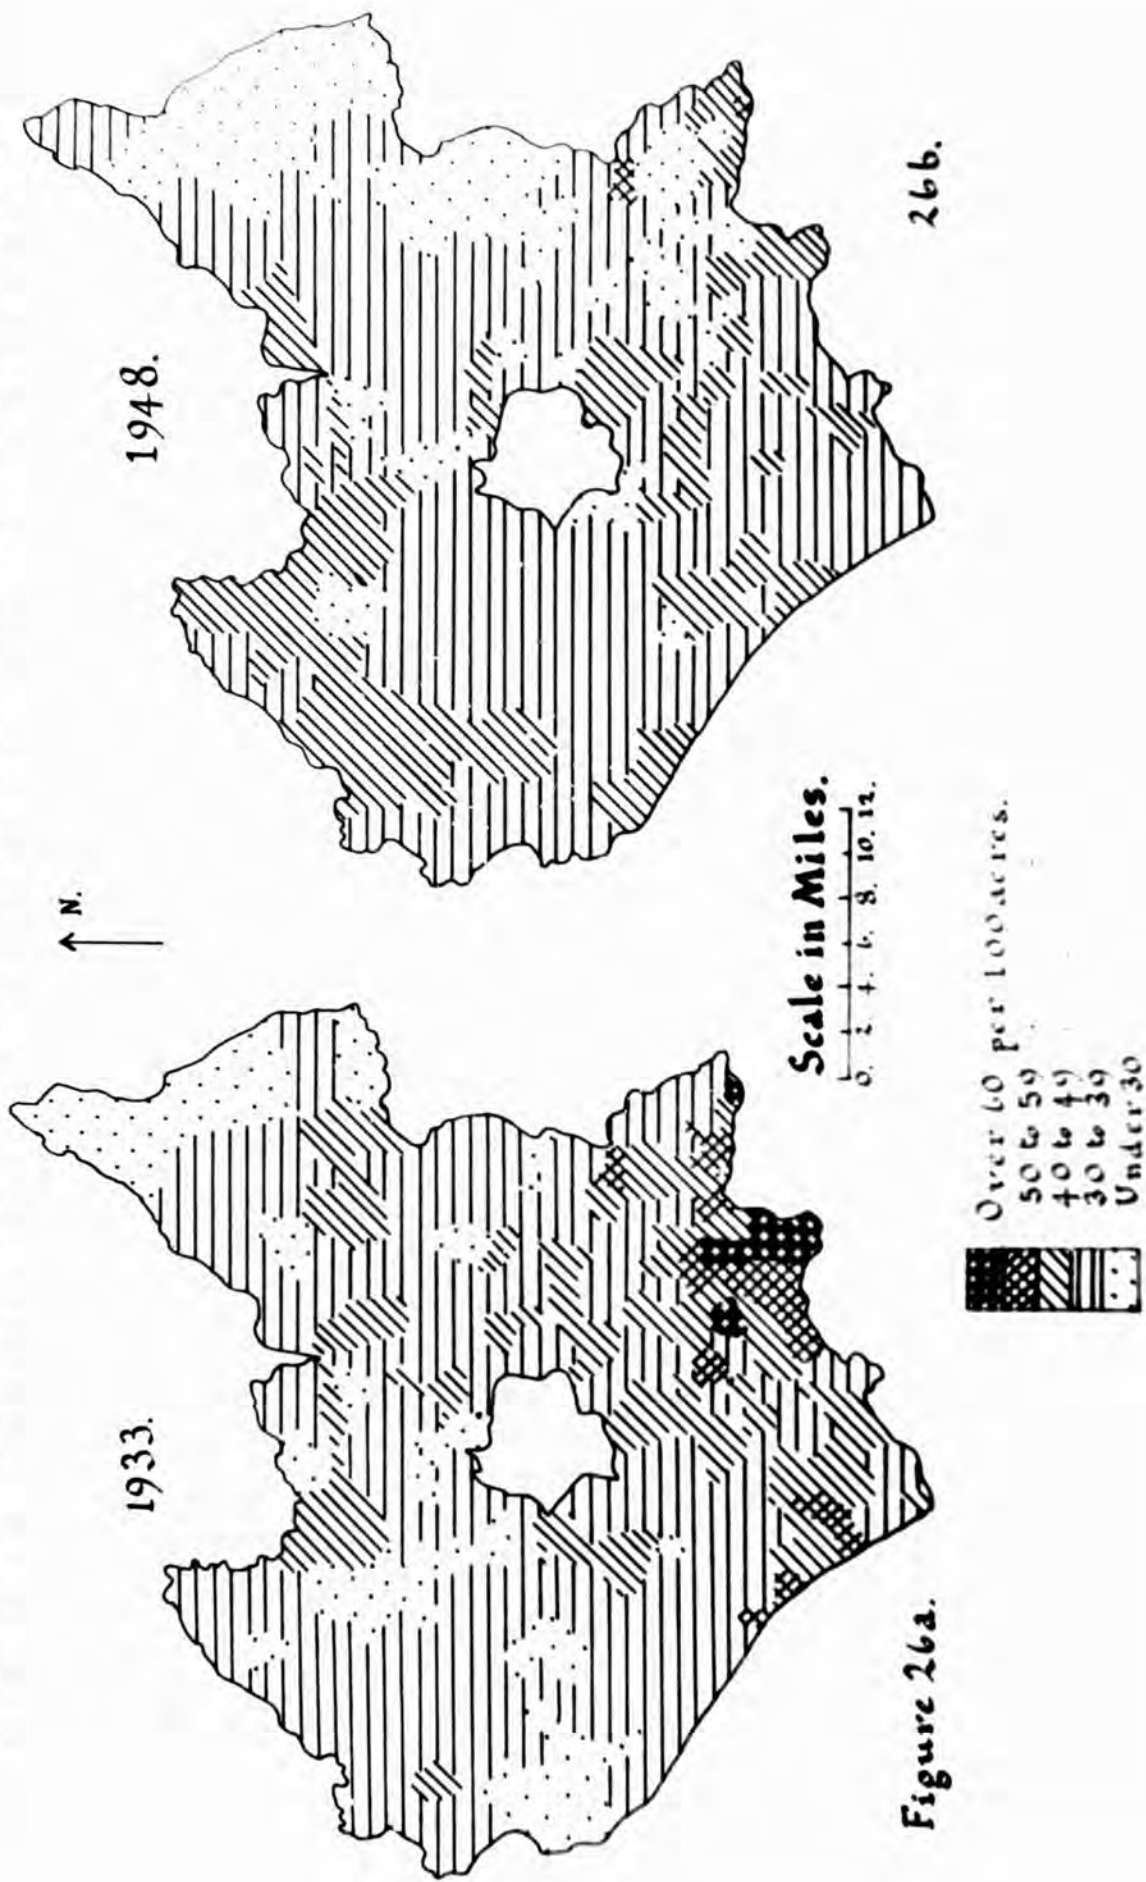 1933.
1948.
N.
Scale in Miles.
0. 2. 4. 6. 8. 10. 12.
Figure 26a.
26b.
Over 60 per 100 acres.
50 to 59
40 to 49
30 to 39
Under 30